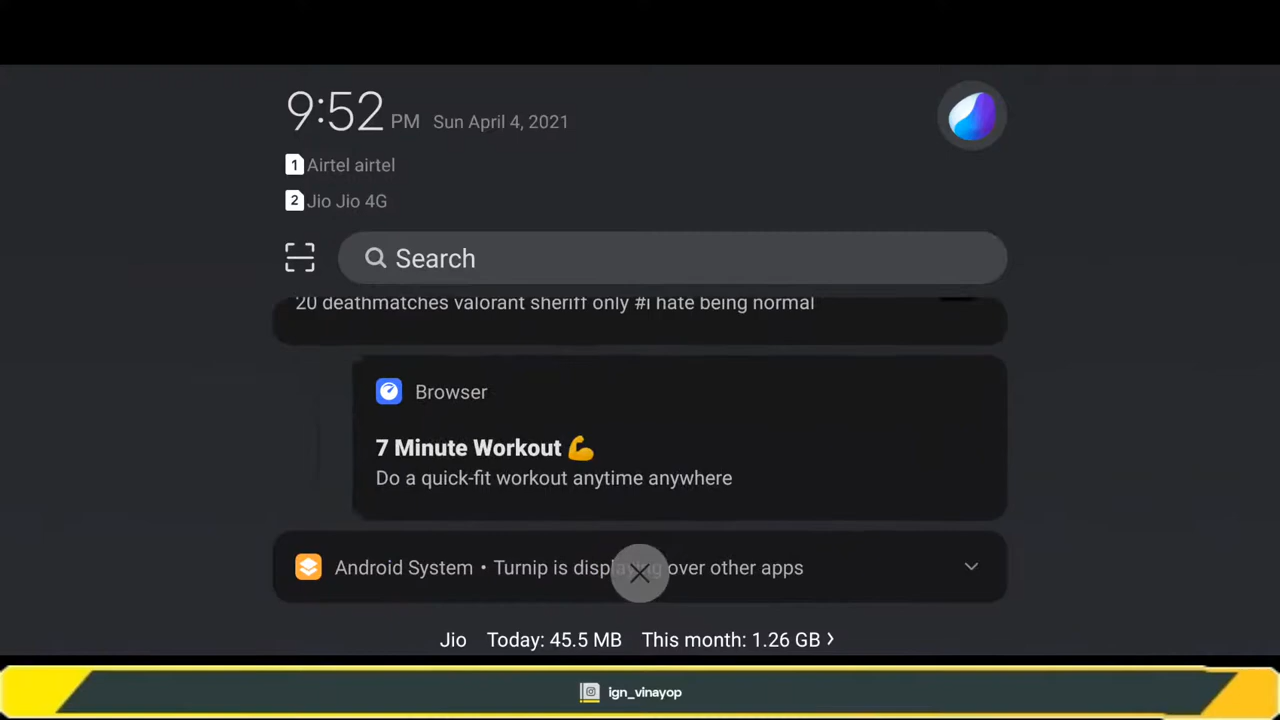 9:52 PM Sun April 4, 2021
1 Airtel airtel
2 Jio Jio 4G
Search
20 deathmatches valorant sheriff only #i hate being normal
Browser
7 Minute Workout 💪
Do a quick-fit workout anytime anywhere
Android System • Turnip is displaying over other apps
Jio Today: 45.5 MB This month: 1.26 GB >
ign_vinayop